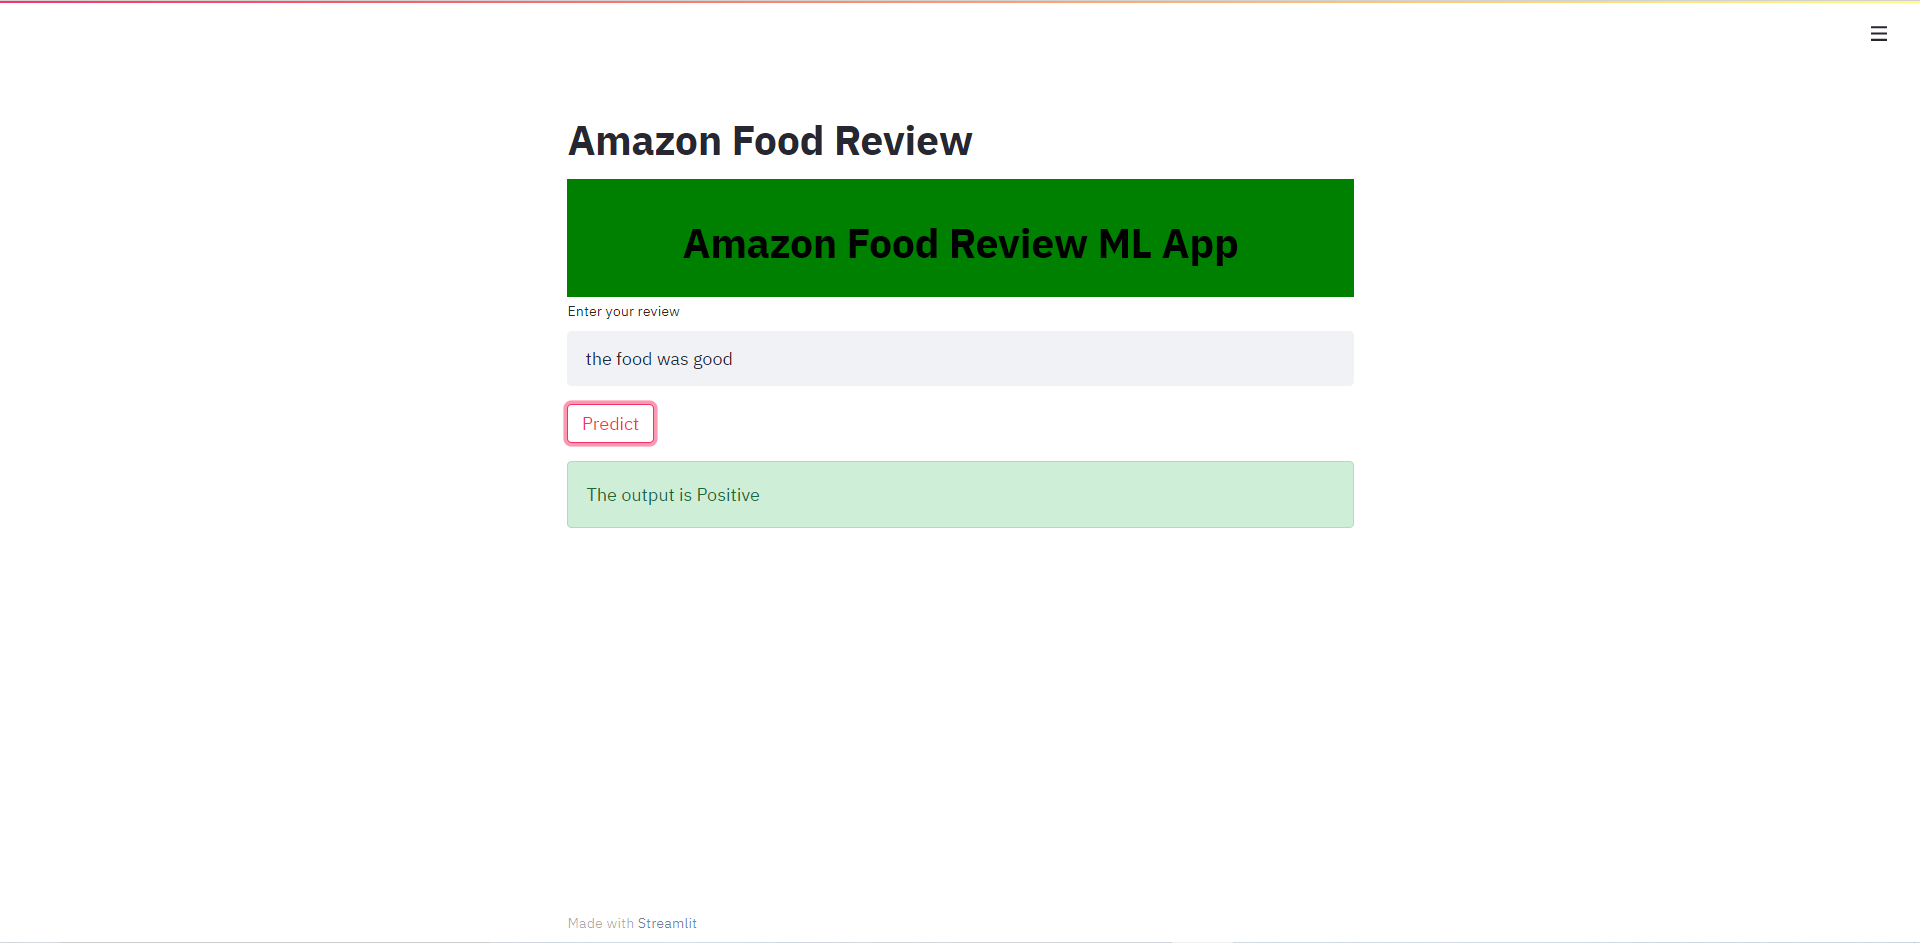 Amazon Food Review
Amazon Food Review ML App
Enter your review
the food was good
Predict
The output is Positive
Made with Streamlit